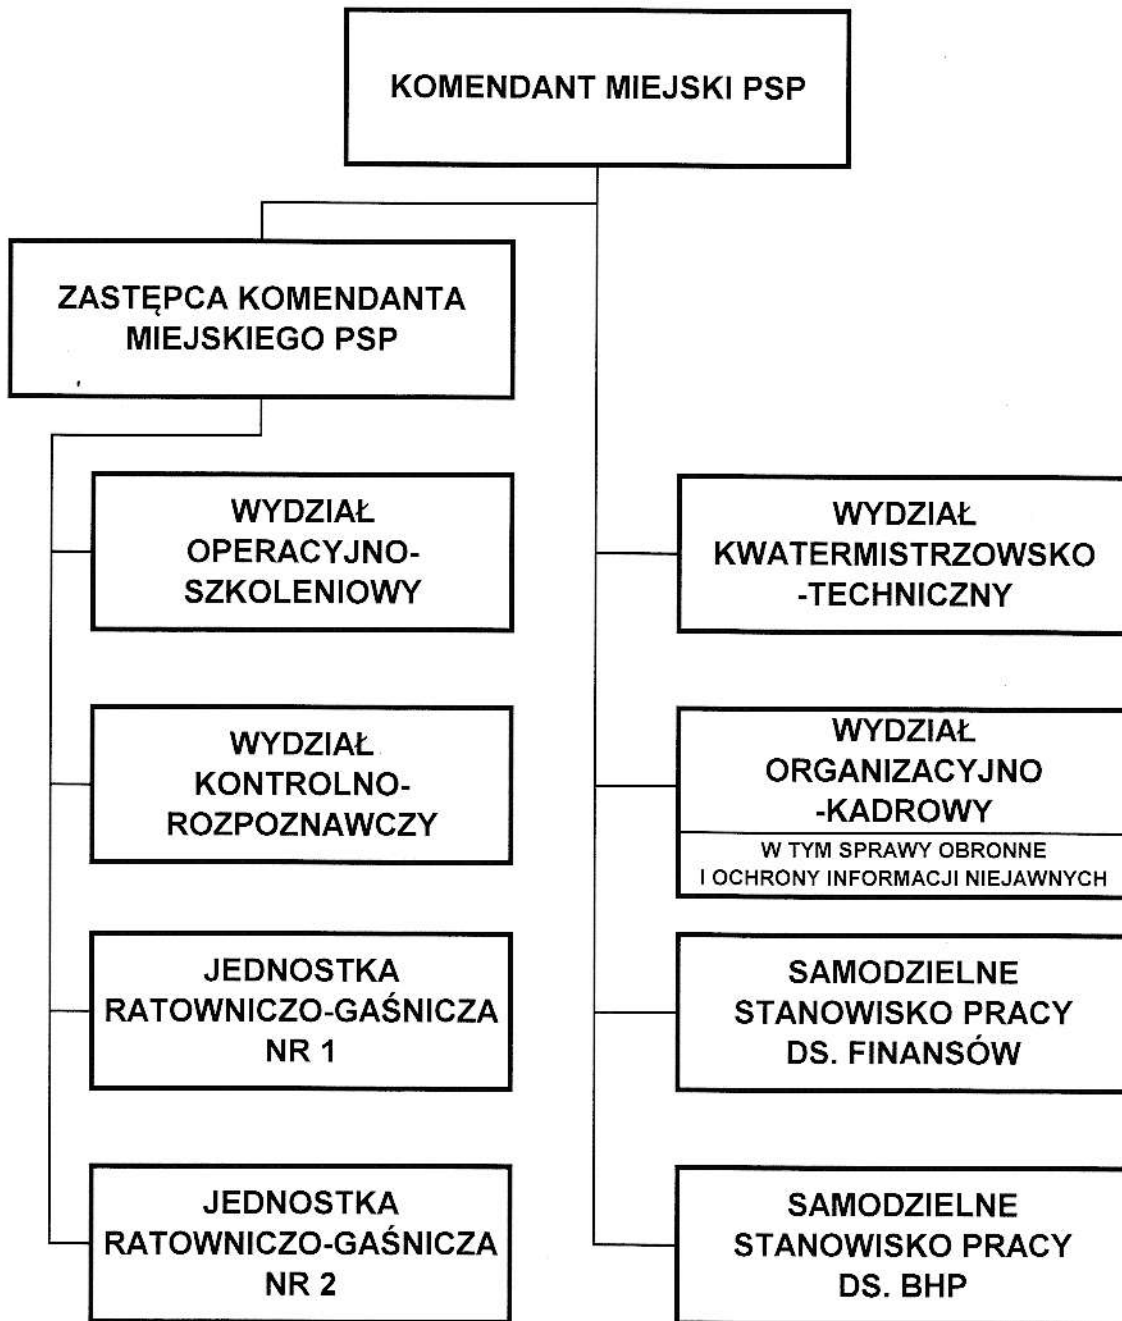 KOMENDANT MIEJSKI PSP
ZASTĘPCA KOMENDANTA
MIEJSKIEGO PSP
WYDZIAŁ
OPERACYJNO-
SZKOLENIOWY
WYDZIAŁ
KONTROLNO-
ROZPOZNAWCZY
JEDNOSTKA
RATOWNICZO-GAŚNICZA
NR 1
JEDNOSTKA
RATOWNICZO-GAŚNICZA
NR 2
WYDZIAŁ
KWATERMISTRZOWSKO
-TECHNICZNY
WYDZIAŁ
ORGANIZACYJNO
-KADROWY
W TYM SPRAWY OBRONNE
I OCHRONY INFORMACJI NIEJAWNYCH
SAMODZIELNE
STANOWISKO PRACY
DS. FINANSÓW
SAMODZIELNE
STANOWISKO PRACY
DS. BHP